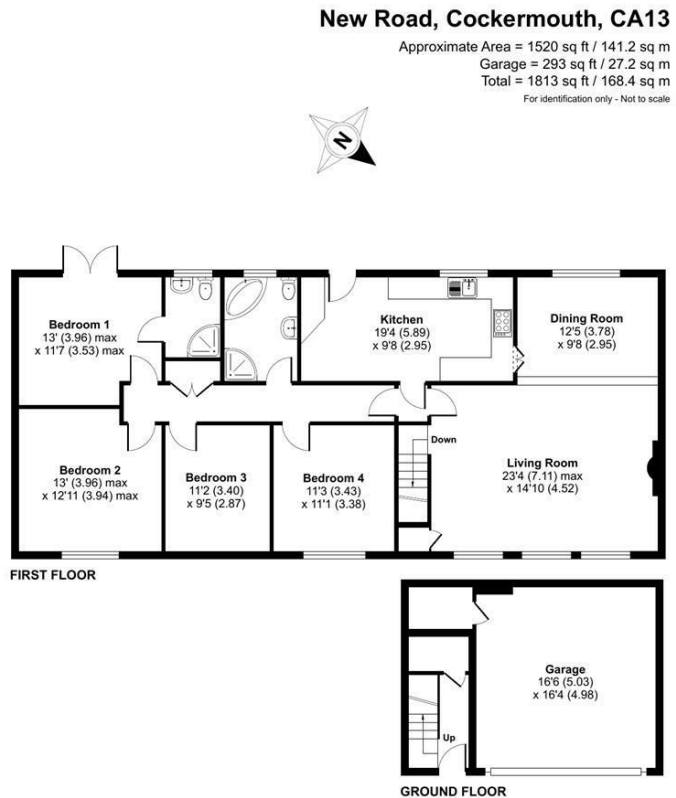 New Road, Cockermouth, CA13
Approximate Area = 1520 sq ft / 141.2 sq m
Garage = 293 sq ft / 27.2 sq m
Total = 1813 sq ft / 168.4 sq m
For identification only - Not to scale
N
Bedroom 1
13' (3.96) max
x 11'7 (3.53) max
Kitchen
19'4 (5.89)
x 9'8 (2.95)
Dining Room
12'5 (3.78)
x 9'8 (2.95)
Bedroom 2
13' (3.96) max
x 12'11 (3.94) max
Bedroom 3
11'2 (3.40)
x 9'5 (2.87)
Bedroom 4
11'3 (3.43)
x 11'1 (3.38)
Down
Living Room
23'4 (7.11) max
x 14'10 (4.52)
FIRST FLOOR
Garage
16'6 (5.03)
x 16'4 (4.98)
Up
GROUND FLOOR